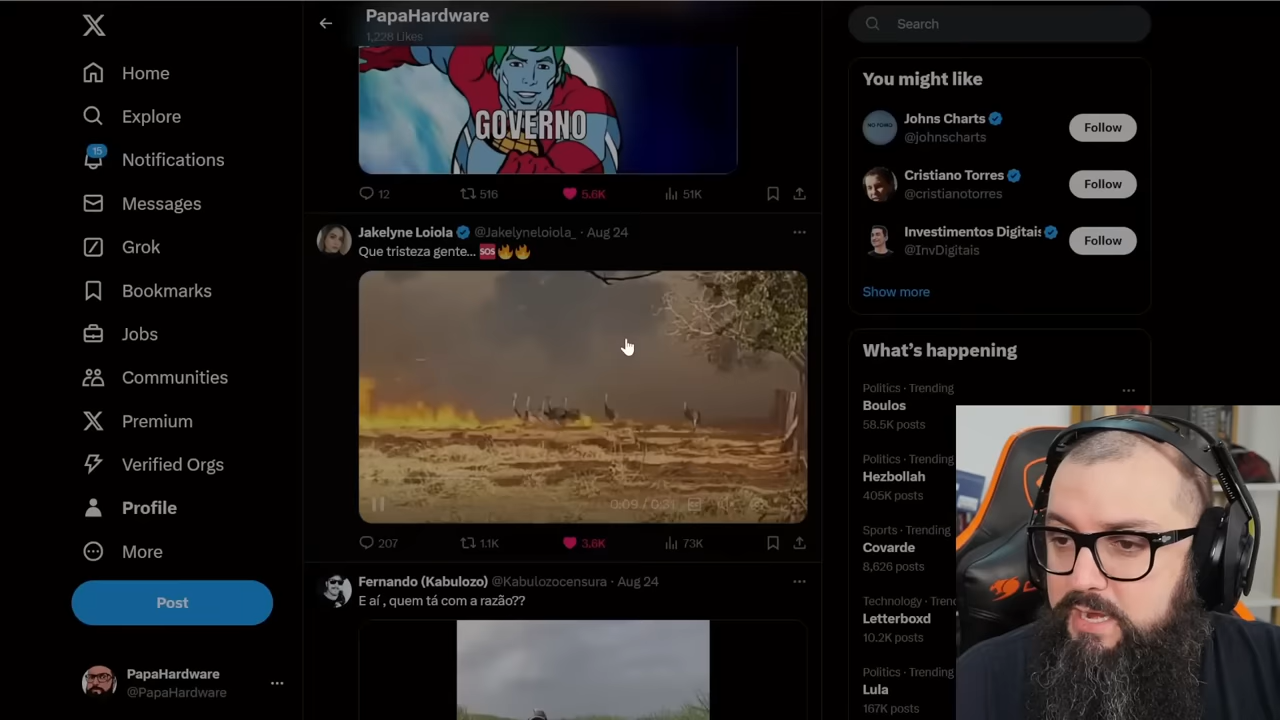 PapaHardware
1,228 Likes
Home
Explore
15
Notifications
Messages
Grok
Bookmarks
Jobs
Communities
Premium
Verified Orgs
Profile
More
Post
PapaHardware
@PapaHardware
GOVERNO
12
516
5.6K
51K
Jakelyne Loiola @Jakelyneloiola_ · Aug 24
Que tristeza gente... 🆘🔥🔥
0:09 / 0:31
207
1.1K
3.6K
73K
Fernando (Kabulozo) @Kabulozocensura · Aug 24
E aí , quem tá com a razão??
Search
You might like
Johns Charts
@johnscharts
Follow
Cristiano Torres
@cristianotorres
Follow
Investimentos Digitais
@InvDigitais
Follow
Show more
What's happening
Politics · Trending
Boulos
58.5K posts
Politics · Trending
Hezbollah
405K posts
Sports · Trending
Covarde
8,626 posts
Technology · Trend
Letterboxd
10.2K posts
Politics · Trending
Lula
167K posts